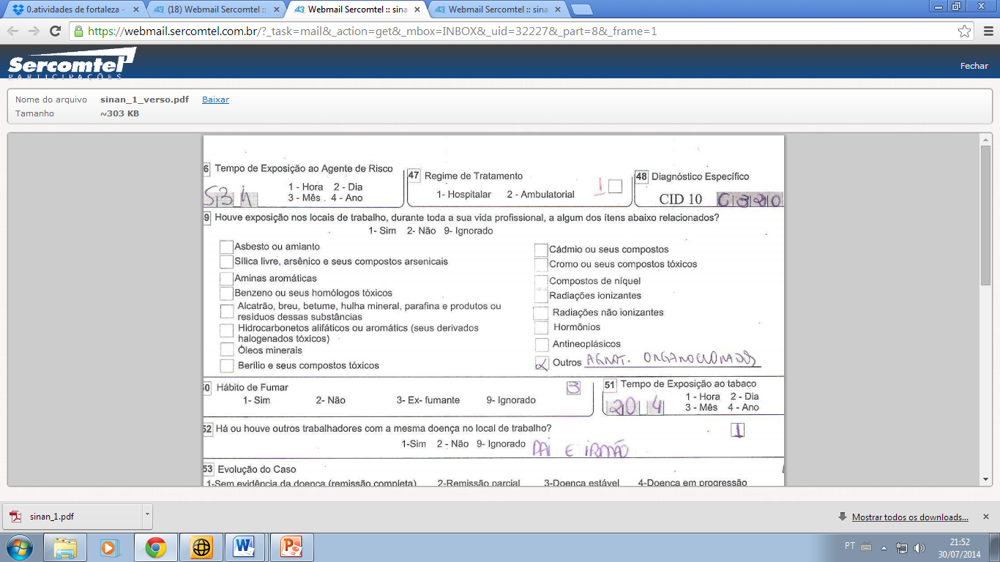 0.atividades de fortaleza -
(18) Webmail Sercomtel ::
Webmail Sercomtel :: sina
Webmail Sercomtel :: sina
https://webmail.sercomtel.com.br/?_task=mail&_action=get&_mbox=INBOX&_uid=32227&_part=8&_frame=1
Sercomtel
PARTICIPAÇÕES
Fechar
Nome do arquivo sinan_1_verso.pdf Baixar
Tamanho ~303 KB
6 Tempo de Exposição ao Agente de Risco
1 - Hora 2 - Dia
3 - Mês 4 - Ano
53 4
47 Regime de Tratamento
1
1- Hospitalar 2 - Ambulatorial
48 Diagnóstico Específico
CID 10 C320
9 Houve exposição nos locais de trabalho, durante toda a sua vida profissional, a algum dos ítens abaixo relacionados?
1- Sim 2- Não 9- Ignorado
Asbesto ou amianto
Sílica livre, arsênico e seus compostos arsenicais
Aminas aromáticas
Benzeno ou seus homólogos tóxicos
Alcatrão, breu, betume, hulha mineral, parafina e produtos ou
resíduos dessas substâncias
Hidrocarbonetos alifáticos ou aromátics (seus derivados
halogenados tóxicos)
Óleos minerais
Berílio e seus compostos tóxicos
Cádmio ou seus compostos
Cromo ou seus compostos tóxicos
Compostos de níquel
Radiações ionizantes
Radiações não ionizantes
Hormônios
Antineoplásicos
Outros AGROT. ORGANOCLORADOS
50 Hábito de Fumar 3
1- Sim 2- Não 3- Ex- fumante 9- Ignorado
51 Tempo de Exposição ao tabaco
1 - Hora 2 - Dia
3 - Mês 4 - Ano
20 4
52 Há ou houve outros trabalhadores com a mesma doença no local de trabalho? 1
1-Sim 2 - Não 9- Ignorado PAI E IRMÃO
53 Evolução do Caso
1-Sem evidência da doença (remissão completa) 2-Remissão parcial 3-Doença estável 4-Doença em progressão
sinan_1.pdf
Mostrar todos os downloads...
PT
21:52
30/07/2014